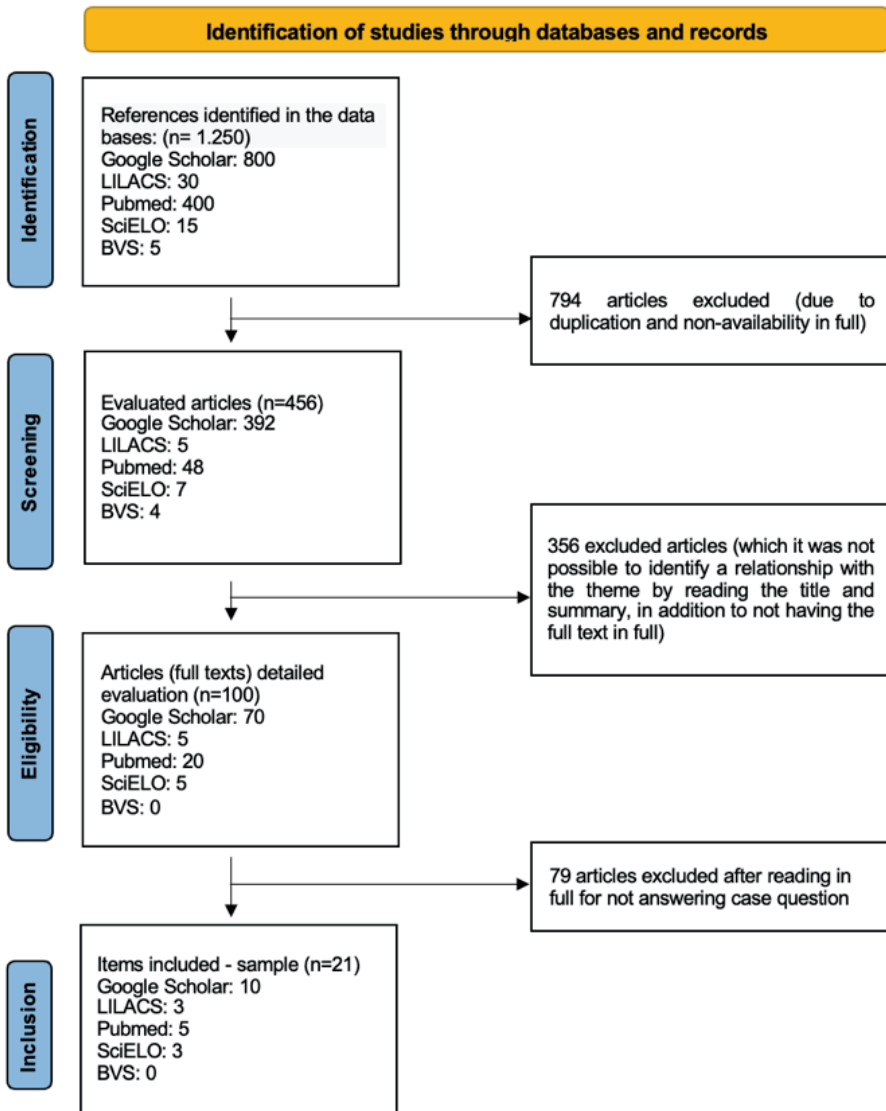 Identification of studies through databases and records
Identification
References identified in the data
bases: (n= 1.250)
Google Scholar: 800
LILACS: 30
Pubmed: 400
SciELO: 15
BVS: 5
794 articles excluded (due to
duplication and non-availability in full)
Screening
Evaluated articles (n=456)
Google Scholar: 392
LILACS: 5
Pubmed: 48
SciELO: 7
BVS: 4
356 excluded articles (which it was not
possible to identify a relationship with
the theme by reading the title and
summary, in addition to not having the
full text in full)
Eligibility
Articles (full texts) detailed
evaluation (n=100)
Google Scholar: 70
LILACS: 5
Pubmed: 20
SciELO: 5
BVS: 0
79 articles excluded after reading in
full for not answering case question
Inclusion
Items included - sample (n=21)
Google Scholar: 10
LILACS: 3
Pubmed: 5
SciELO: 3
BVS: 0